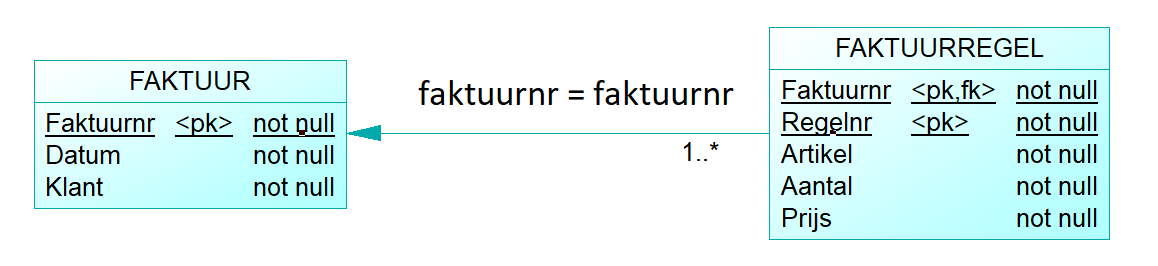 FAKTUUR
Faktuurnr <pk> not null
Datum not null
Klant not null
faktuurnr = faktuurnr
1..*
FAKTUURREGEL
Faktuurnr <pk,fk> not null
Regelnr <pk> not null
Artikel not null
Aantal not null
Prijs not null